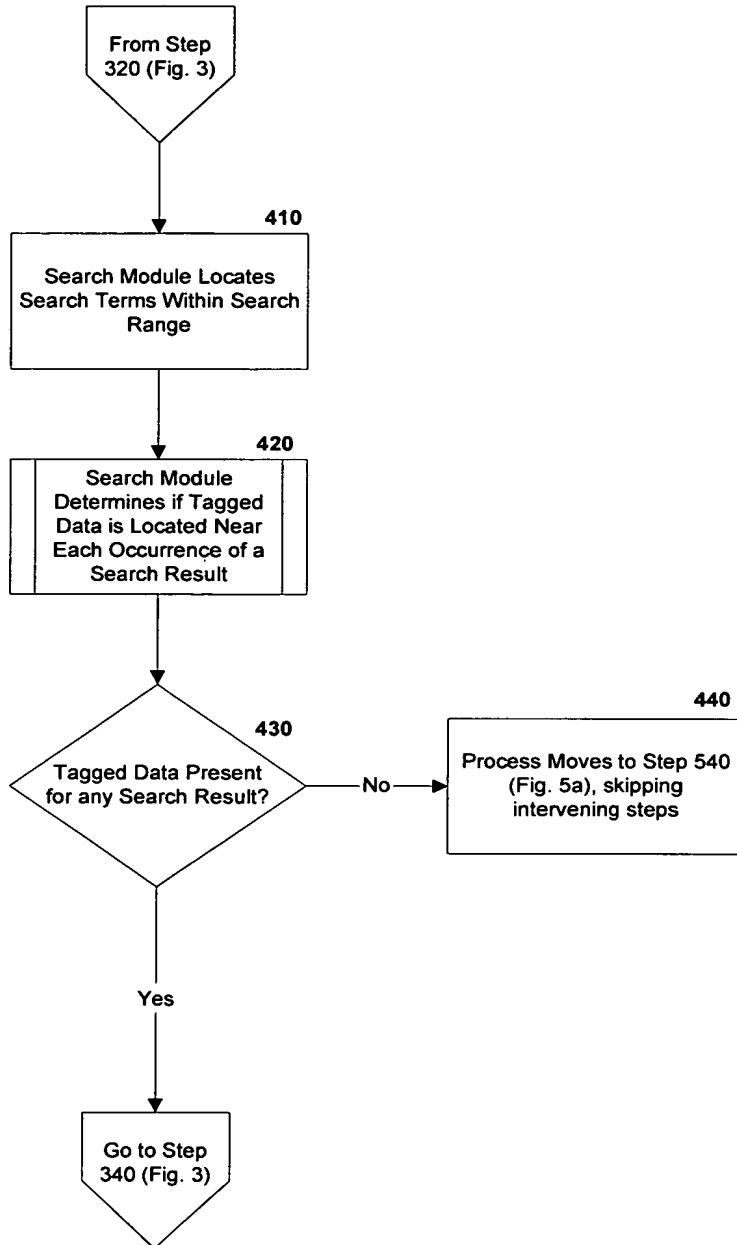 From Step
320 (Fig. 3)
410
Search Module Locates
Search Terms Within Search
Range
420
Search Module
Determines if Tagged
Data is Located Near
Each Occurrence of a
Search Result
430
Tagged Data Present
for any Search Result?
No
440
Process Moves to Step 540
(Fig. 5a), skipping
intervening steps
Yes
Go to Step
340 (Fig. 3)